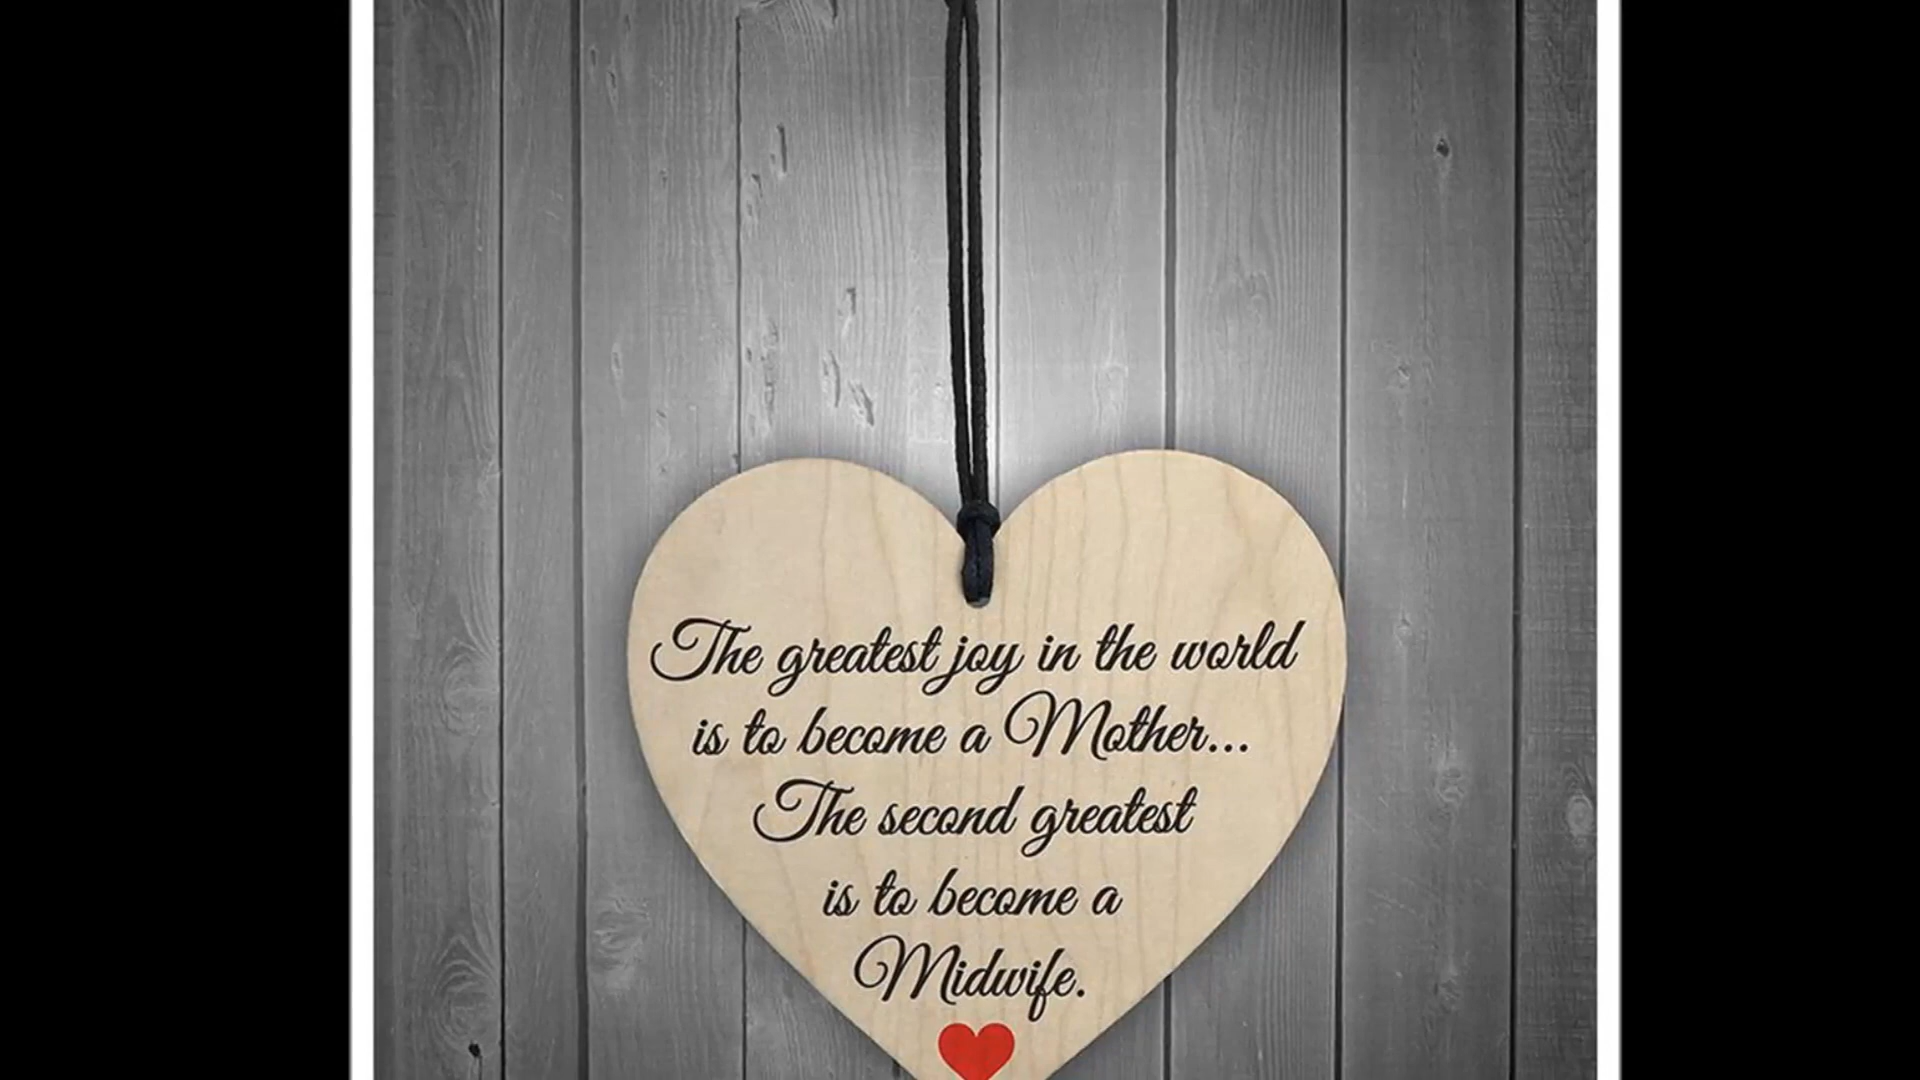 The greatest joy in the world
is to become a Mother...
The second greatest
is to become a
Midwife.